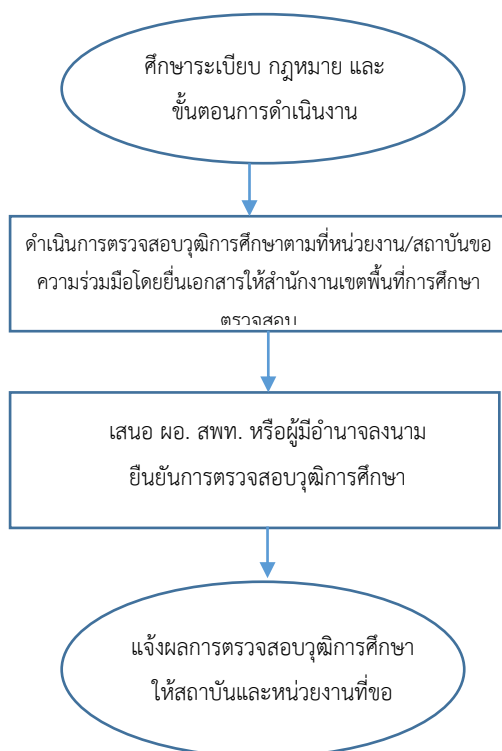 ศึกษาระเบียบ กฎหมาย และ
ขั้นตอนการดำเนินงาน
ดำเนินการตรวจสอบวุฒิการศึกษาตามที่หน่วยงาน/สถาบันขอ
ความร่วมมือโดยยื่นเอกสารให้สำนักงานเขตพื้นที่การศึกษา
ตรวจสอบ
เสนอ ผอ. สพท. หรือผู้มีอำนาจลงนาม
ยืนยันการตรวจสอบวุฒิการศึกษา
แจ้งผลการตรวจสอบวุฒิการศึกษา
ให้สถาบันและหน่วยงานที่ขอ